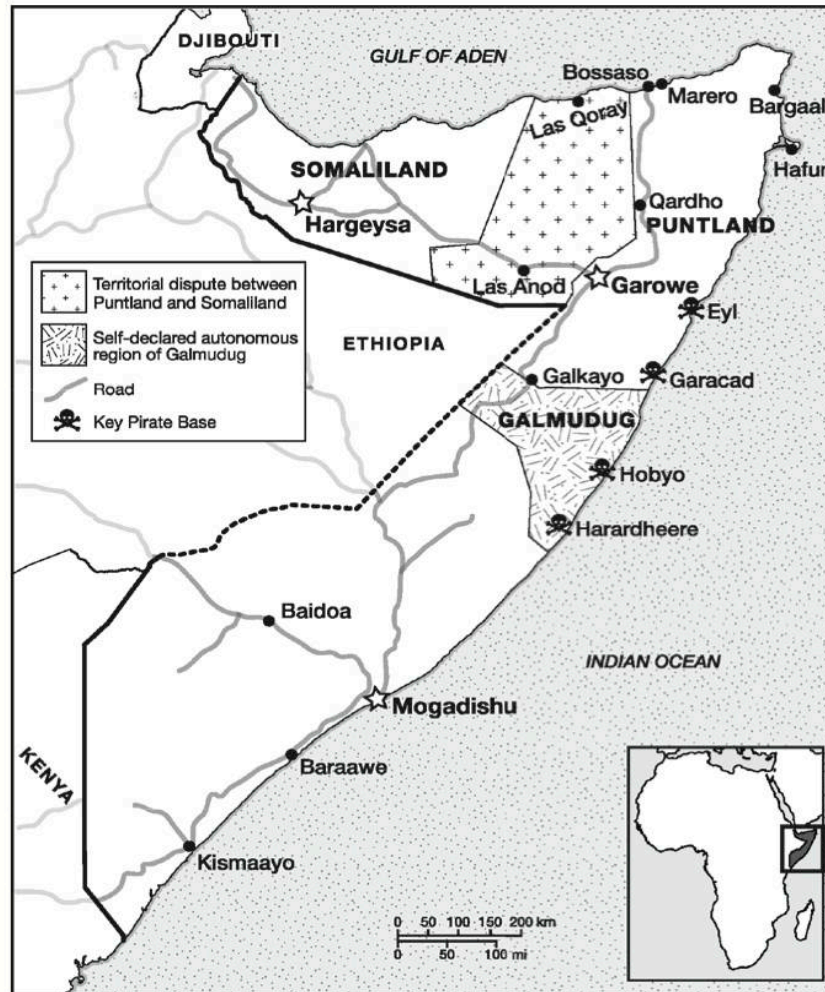 DJIBOUTI
GULF OF ADEN
Bossaso
Marero
Las Qoray
Bargaal
Hafun
SOMALILAND
Hargeysa
Qardho
PUNTLAND
Las Anod
Garowe
Eyl
Territorial dispute between
Puntland and Somaliland
Self-declared autonomous
region of Galmudug
Road
Key Pirate Base
ETHIOPIA
Galkayo
Garacad
GALMUDUG
Hobyo
Harardheere
Baidoa
INDIAN OCEAN
Mogadishu
KENYA
Baraawe
Kismaayo
0 50 100 150 200 km
0 50 100 mi